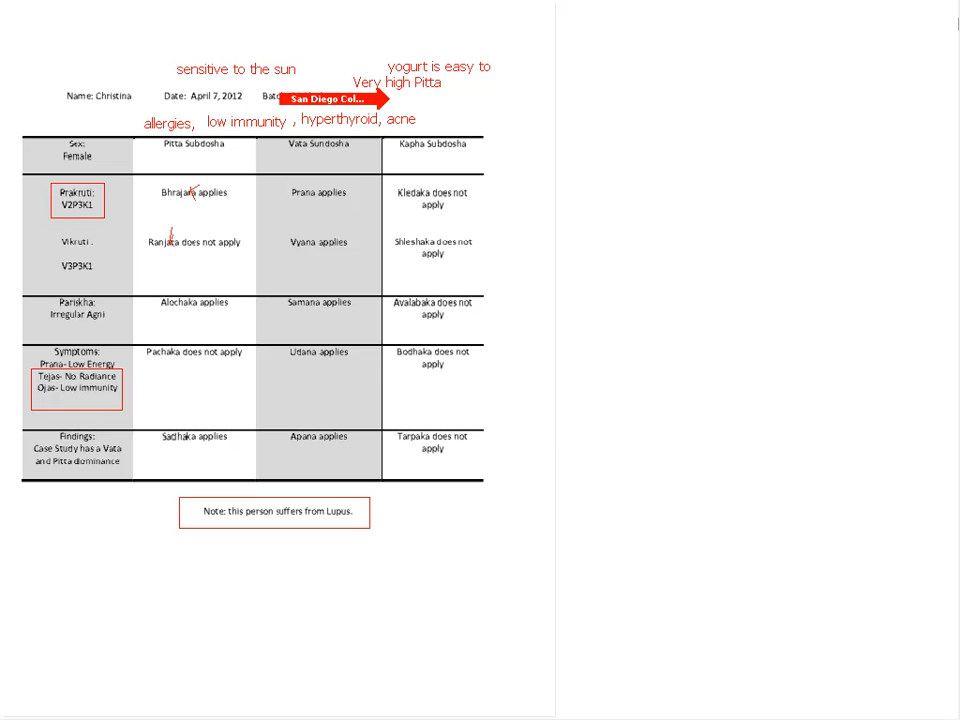 sensitive to the sun
yogurt is easy to
Very high Pitta
Name: Christina Date: April 7, 2012
San Diego Col...
allergies, low immunity , hyperthyroid, acne
Sex: Female
Pitta Subdosha
Vata Sundosha
Kapha Subdosha
Prakruti:
V2P3K1
Bhrajara applies
Prana applies
Kledaka does not
apply
Vikruti .
V3P3K1
Ranjara does not apply
Vyana applies
Shleshaka does not
apply
Pariskha:
Irregular Agni
Alochaka applies
Samana applies
Avalabaka does not
apply
Symptoms:
Prana- Low Energy
Tejas- No Radiance
Ojas- Low immunity
Pachaka does not apply
Udana applies
Bodhaka does not
apply
Findings:
Case Study has a Vata
and Pitta dominance
Sadhaka applies
Apana applies
Tarpaka does not
apply
Note: this person suffers from Lupus.